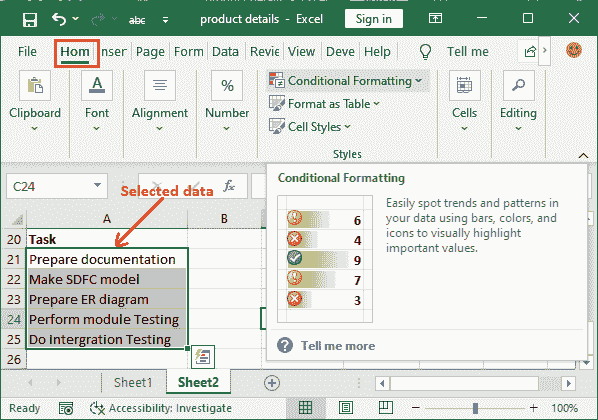 abc
product details - Excel
Sign in
File Hom nser Page Form Data Revie View Deve Help Tell me
Clipboard
Font
Alignment
%
Number
Conditional Formatting
Format as Table
Cell Styles
Styles
Cells
Editing
C24
fx
Selected data
A B
20 Task
21 Prepare documentation
22 Make SDFC model
23 Prepare ER diagram
24 Perform module Testing
25 Do Intergration Testing
26
Conditional Formatting
Easily spot trends and patterns in
your data using bars, colors, and
icons to visually highlight
important values.
6
4
9
7
3
? Tell me more
Sheet1 Sheet2
Ready Accessibility: Investigate 100%